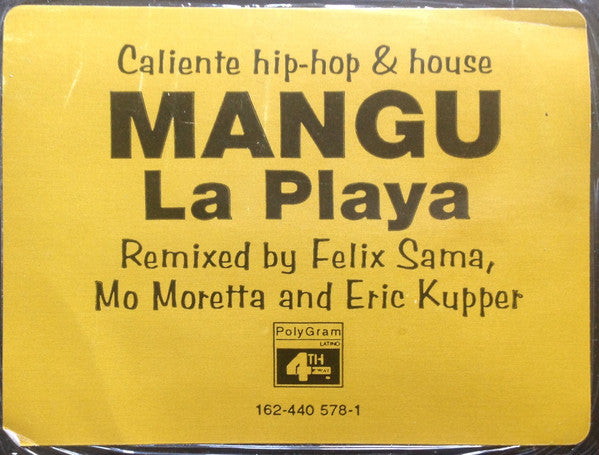 Caliente hip-hop & house
MANGU
La Playa
Remixed by Felix Sama,
Mo Moretta and Eric Kupper
PolyGram
LATINO
4TH
162-440 578-1